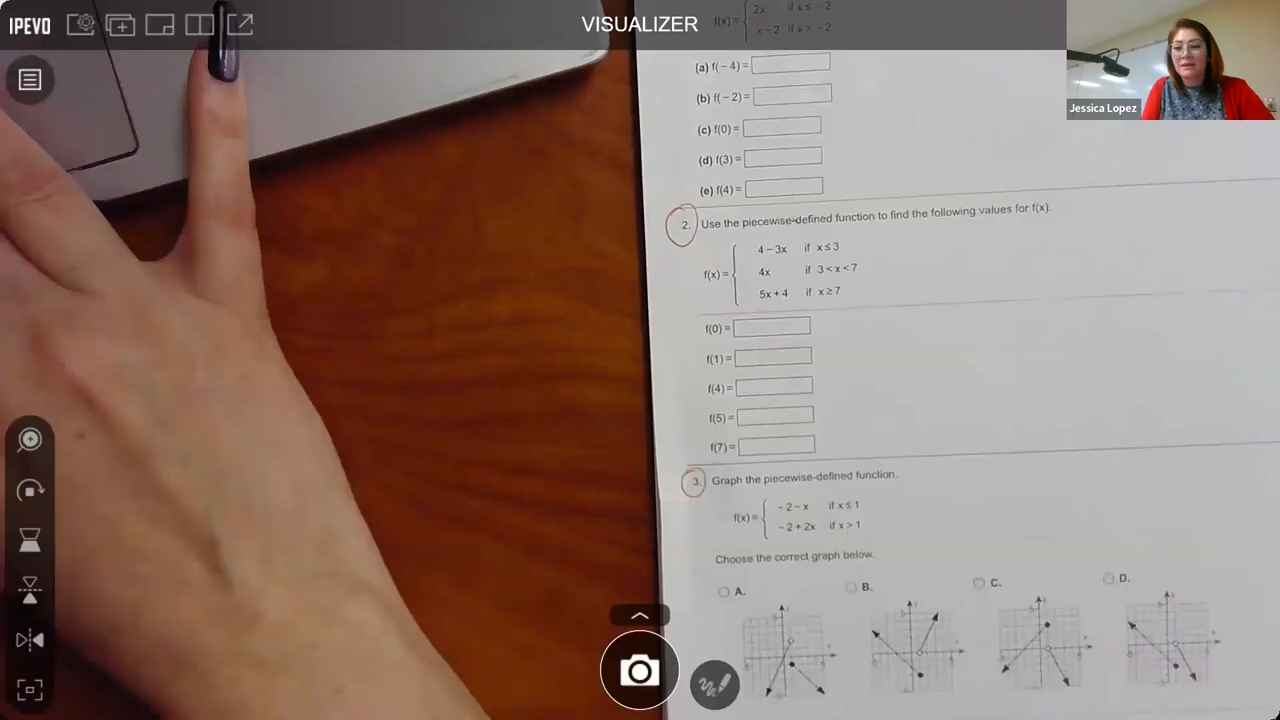 IPEVO
VISUALIZER
Jessica Lopez
f(x) = { 2x if x ≤ -2
x - 2 if x > -2
(a) f(-4) =
(b) f(-2) =
(c) f(0) =
(d) f(3) =
(e) f(4) =
2. Use the piecewise-defined function to find the following values for f(x).
4 - 3x if x ≤ 3
f(x) = { 4x if 3 < x < 7
5x + 4 if x ≥ 7
f(0) =
f(1) =
f(4) =
f(5) =
f(7) =
3. Graph the piecewise-defined function.
f(x) = { -2 - x if x ≤ 1
-2 + 2x if x > 1
Choose the correct graph below.
A. B. C. D.